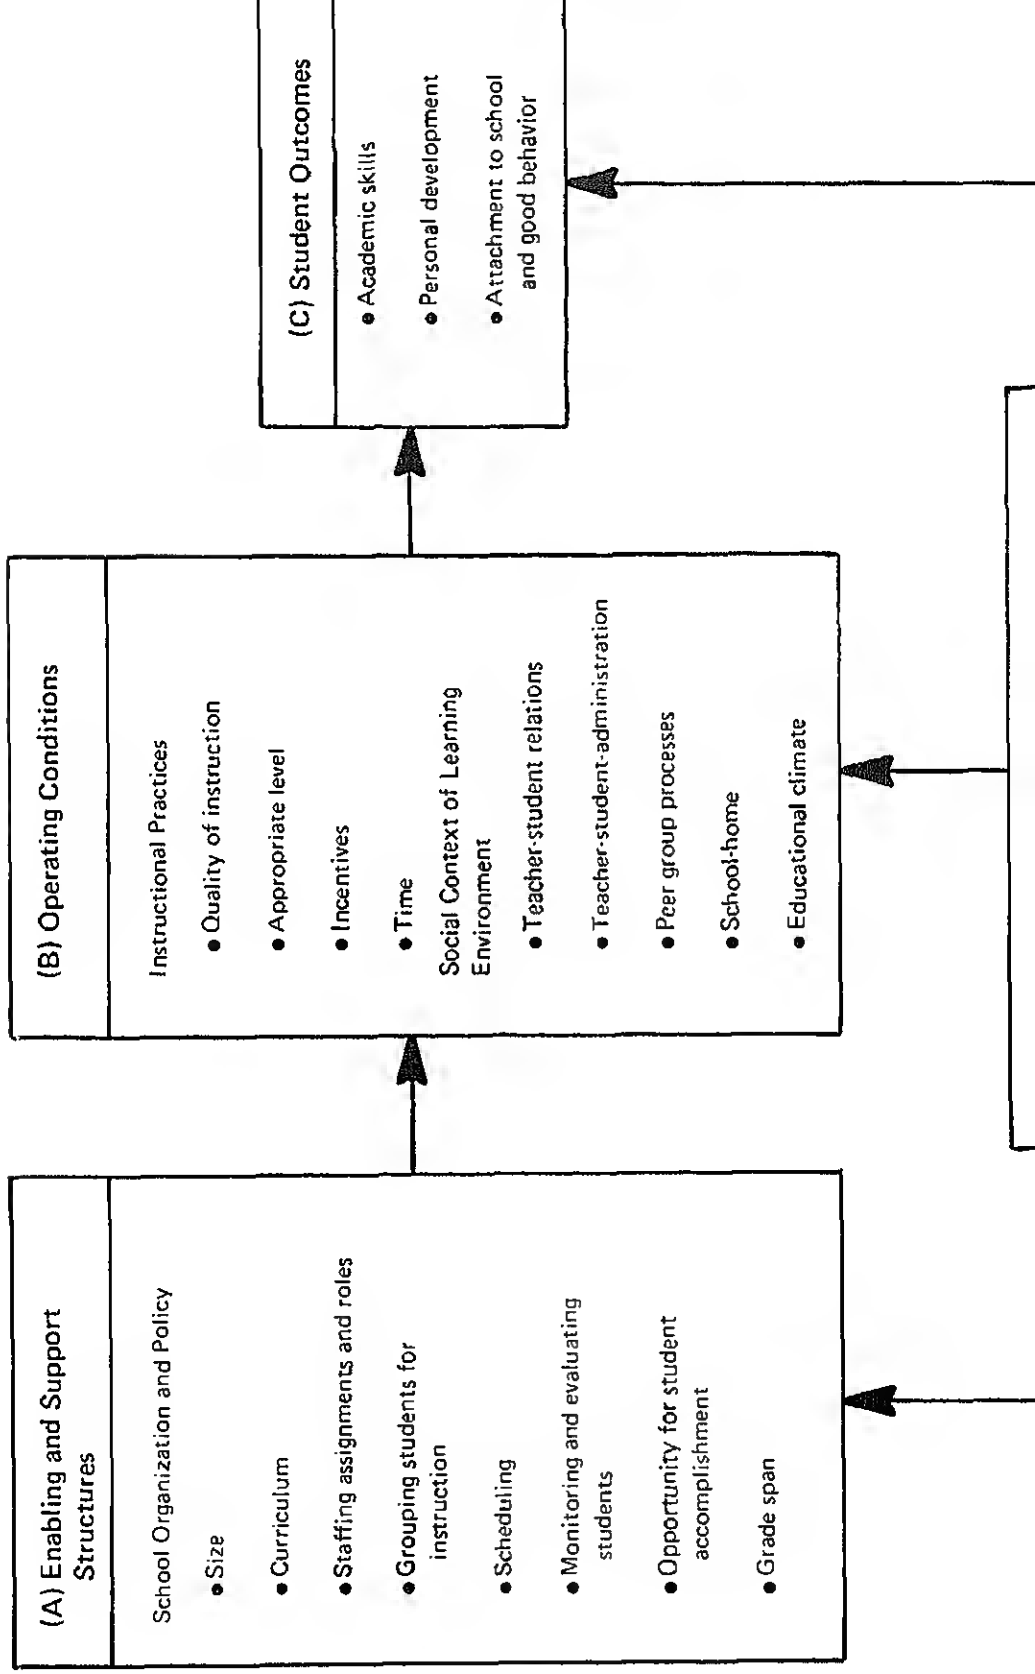 (A) Enabling and Support
Structures
School Organization and Policy
● Size
● Curriculum
● Staffing assignments and roles
● Grouping students for
instruction
● Scheduling
● Monitoring and evaluating
students
● Opportunity for student
accomplishment
● Grade span
(B) Operating Conditions
Instructional Practices
● Quality of instruction
● Appropriate level
● Incentives
● Time
Social Context of Learning
Environment
● Teacher-student relations
● Teacher-student-administration
● Peer group processes
● School-home
● Educational climate
(C) Student Outcomes
● Academic skills
● Personal development
● Attachment to school
and good behavior